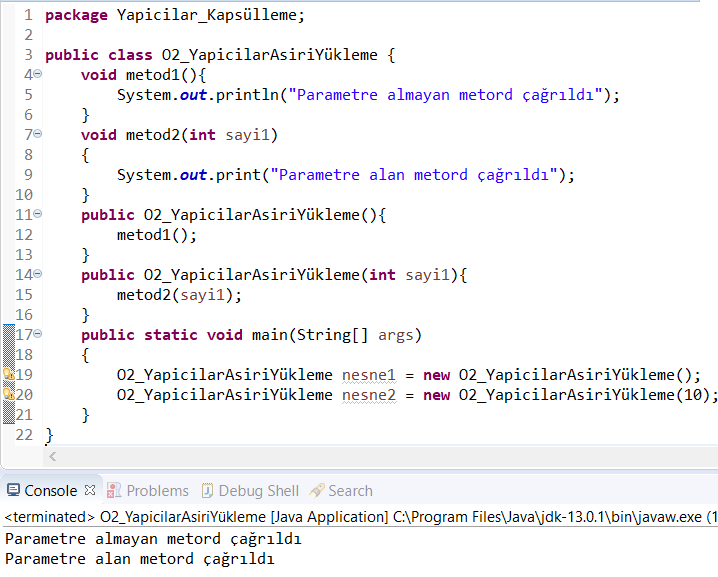 1 package Yapicilar_Kapsülleme;
2
3 public class O2_YapicilarAsiriYükleme {
4     void metod1(){
5         System.out.println("Parametre almayan metord çağrıldı");
6     }
7     void metod2(int sayi1)
8     {
9         System.out.print("Parametre alan metord çağrıldı");
10     }
11     public O2_YapicilarAsiriYükleme(){
12         metod1();
13     }
14     public O2_YapicilarAsiriYükleme(int sayi1){
15         metod2(sayi1);
16     }
17     public static void main(String[] args)
18     {
19         O2_YapicilarAsiriYükleme nesne1 = new O2_YapicilarAsiriYükleme();
20         O2_YapicilarAsiriYükleme nesne2 = new O2_YapicilarAsiriYükleme(10);
21     }
22 }
Console Problems Debug Shell Search
<terminated> O2_YapicilarAsiriYükleme [Java Application] C:\Program Files\Java\jdk-13.0.1\bin\javaw.exe (1
Parametre almayan metord çağrıldı
Parametre alan metord çağrıldı